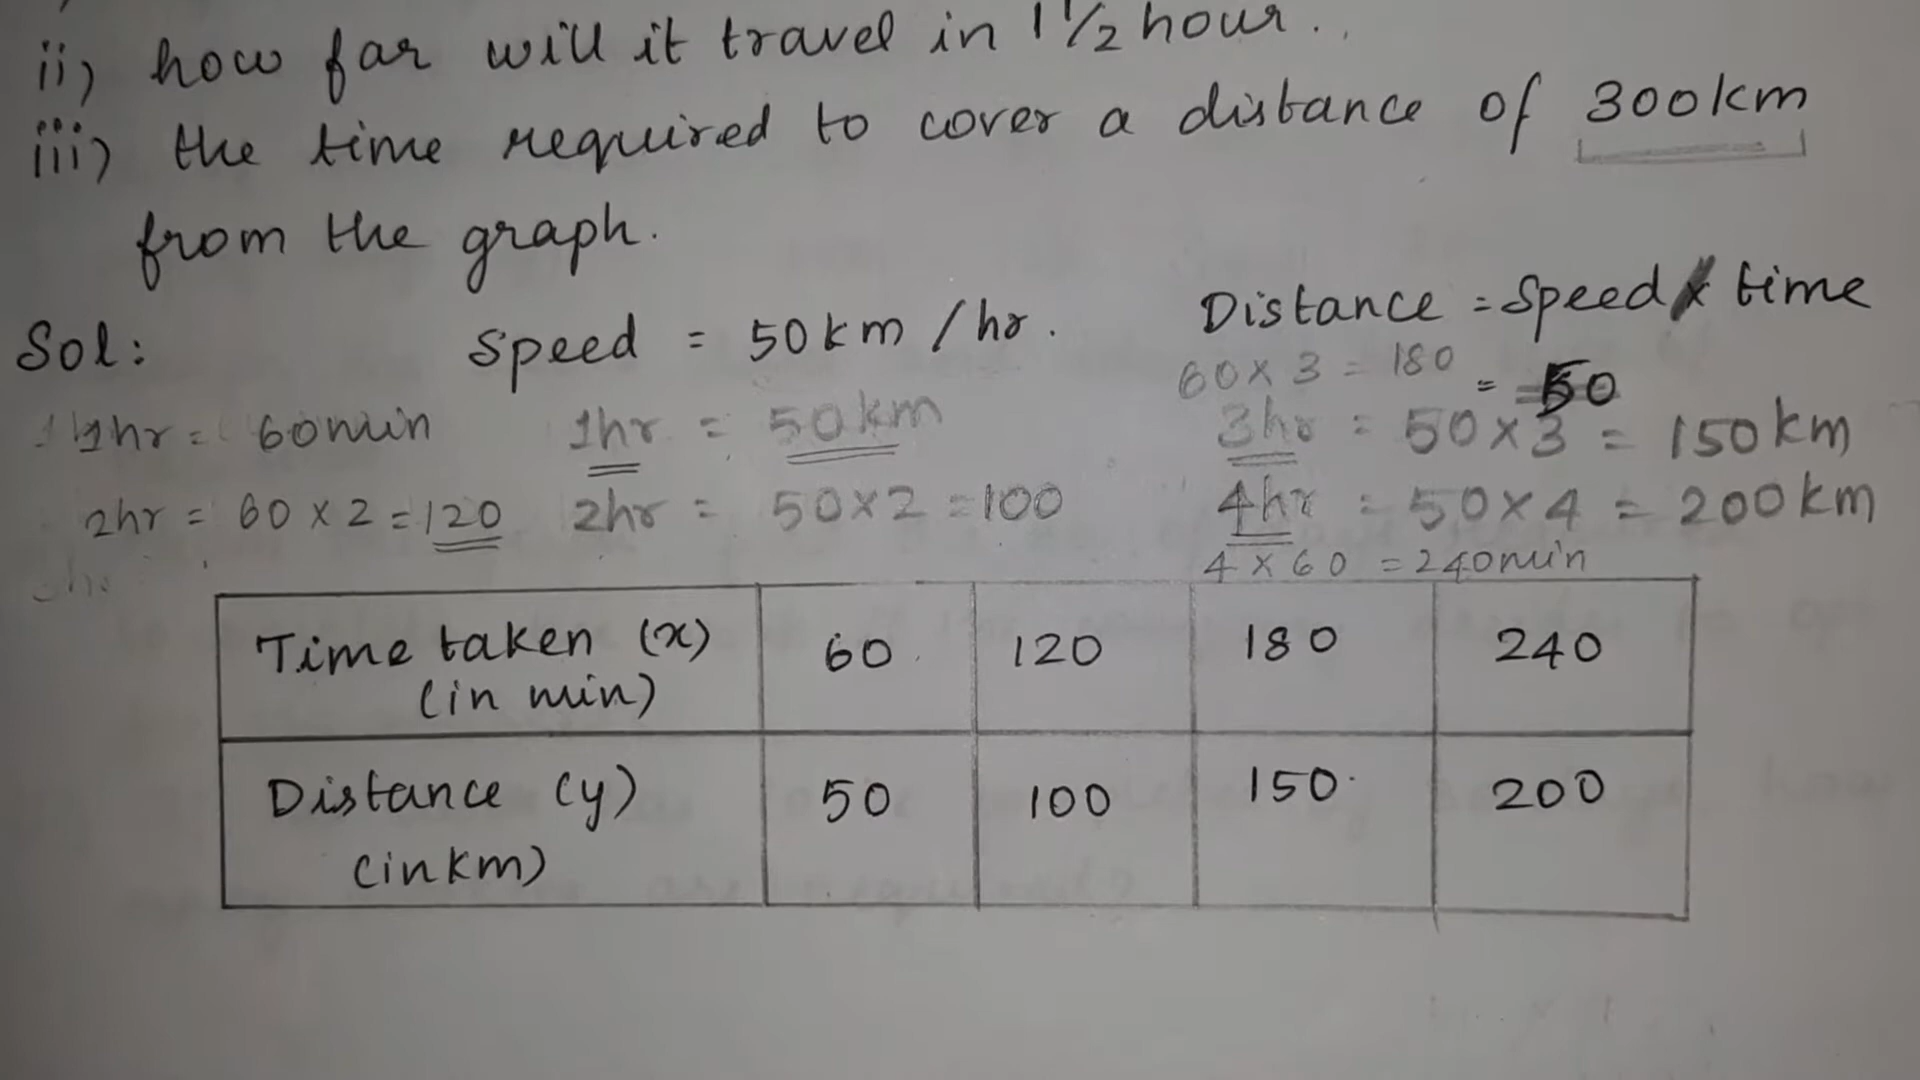 ii) how far will it travel in 1 1/2 hour..
iii) the time required to cover a distance of 300km
from the graph.
Sol: Speed = 50km/hr. Distance = Speed × time
60×3 = 180 = 50
1hr = 60min 1hr = 50km 3hr = 50×3 = 150km
2hr = 60×2=120 2hr = 50×2=100 4hr = 50×4 = 200km
4×60 = 240min
Time taken (x) 60 120 180 240
(in min)
Distance (y) 50 100 150 200
(in km)